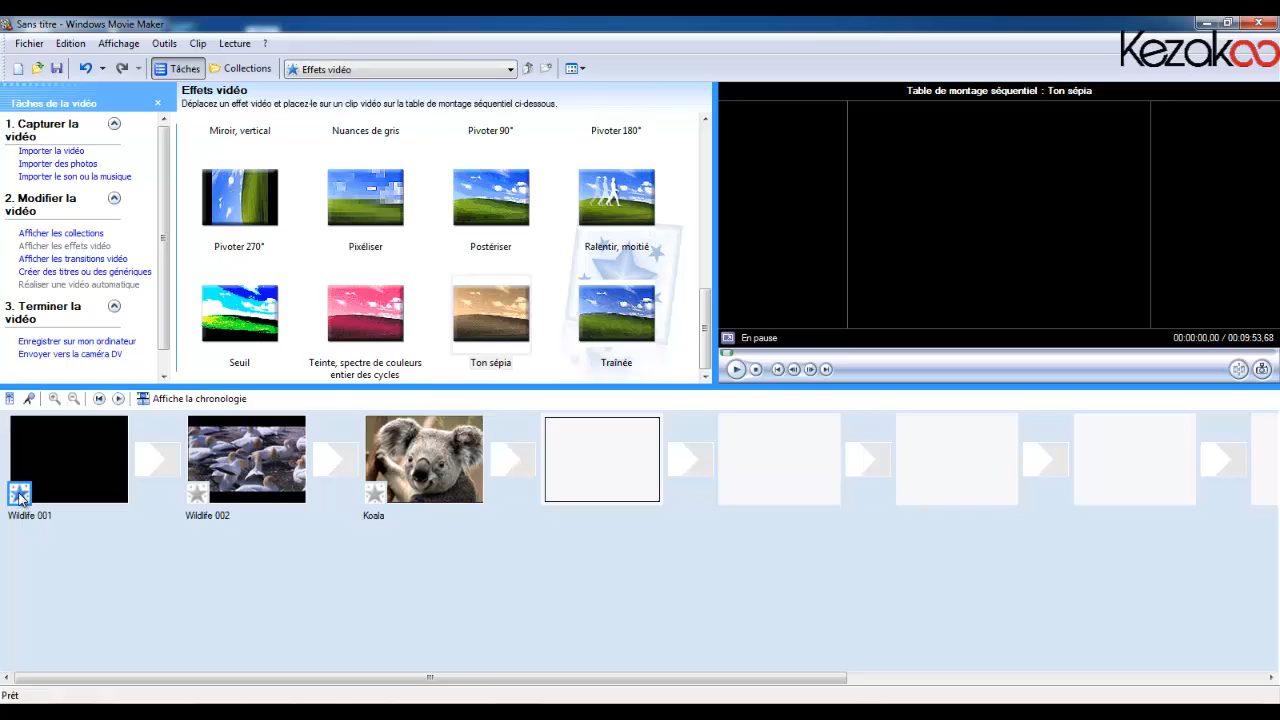 Sans titre - Windows Movie Maker
Fichier Edition Affichage Outils Clip Lecture ?
Kezakoo
Tâches Collections Effets vidéo
Tâches de la vidéo
1. Capturer la
vidéo
Importer la vidéo
Importer des photos
Importer le son ou la musique
2. Modifier la
vidéo
Afficher les collections
Afficher les effets vidéo
Afficher les transitions vidéo
Créer des titres ou des génériques
Réaliser une vidéo automatique
3. Terminer la
vidéo
Enregistrer sur mon ordinateur
Envoyer vers la caméra DV
Effets vidéo
Déplacez un effet vidéo et placez-le sur un clip vidéo sur la table de montage séquentiel ci-dessous.
Miroir, vertical Nuances de gris Pivoter 90° Pivoter 180°
Pivoter 270° Pixéliser Postériser Ralentir, moitié
Seuil Teinte, spectre de couleurs
entier des cycles Ton sépia Traînée
Table de montage séquentiel : Ton sépia
En pause 00:00:00,00 / 00:09:53,68
Affiche la chronologie
Wildlife 001 Wildlife 002 Koala
Prêt